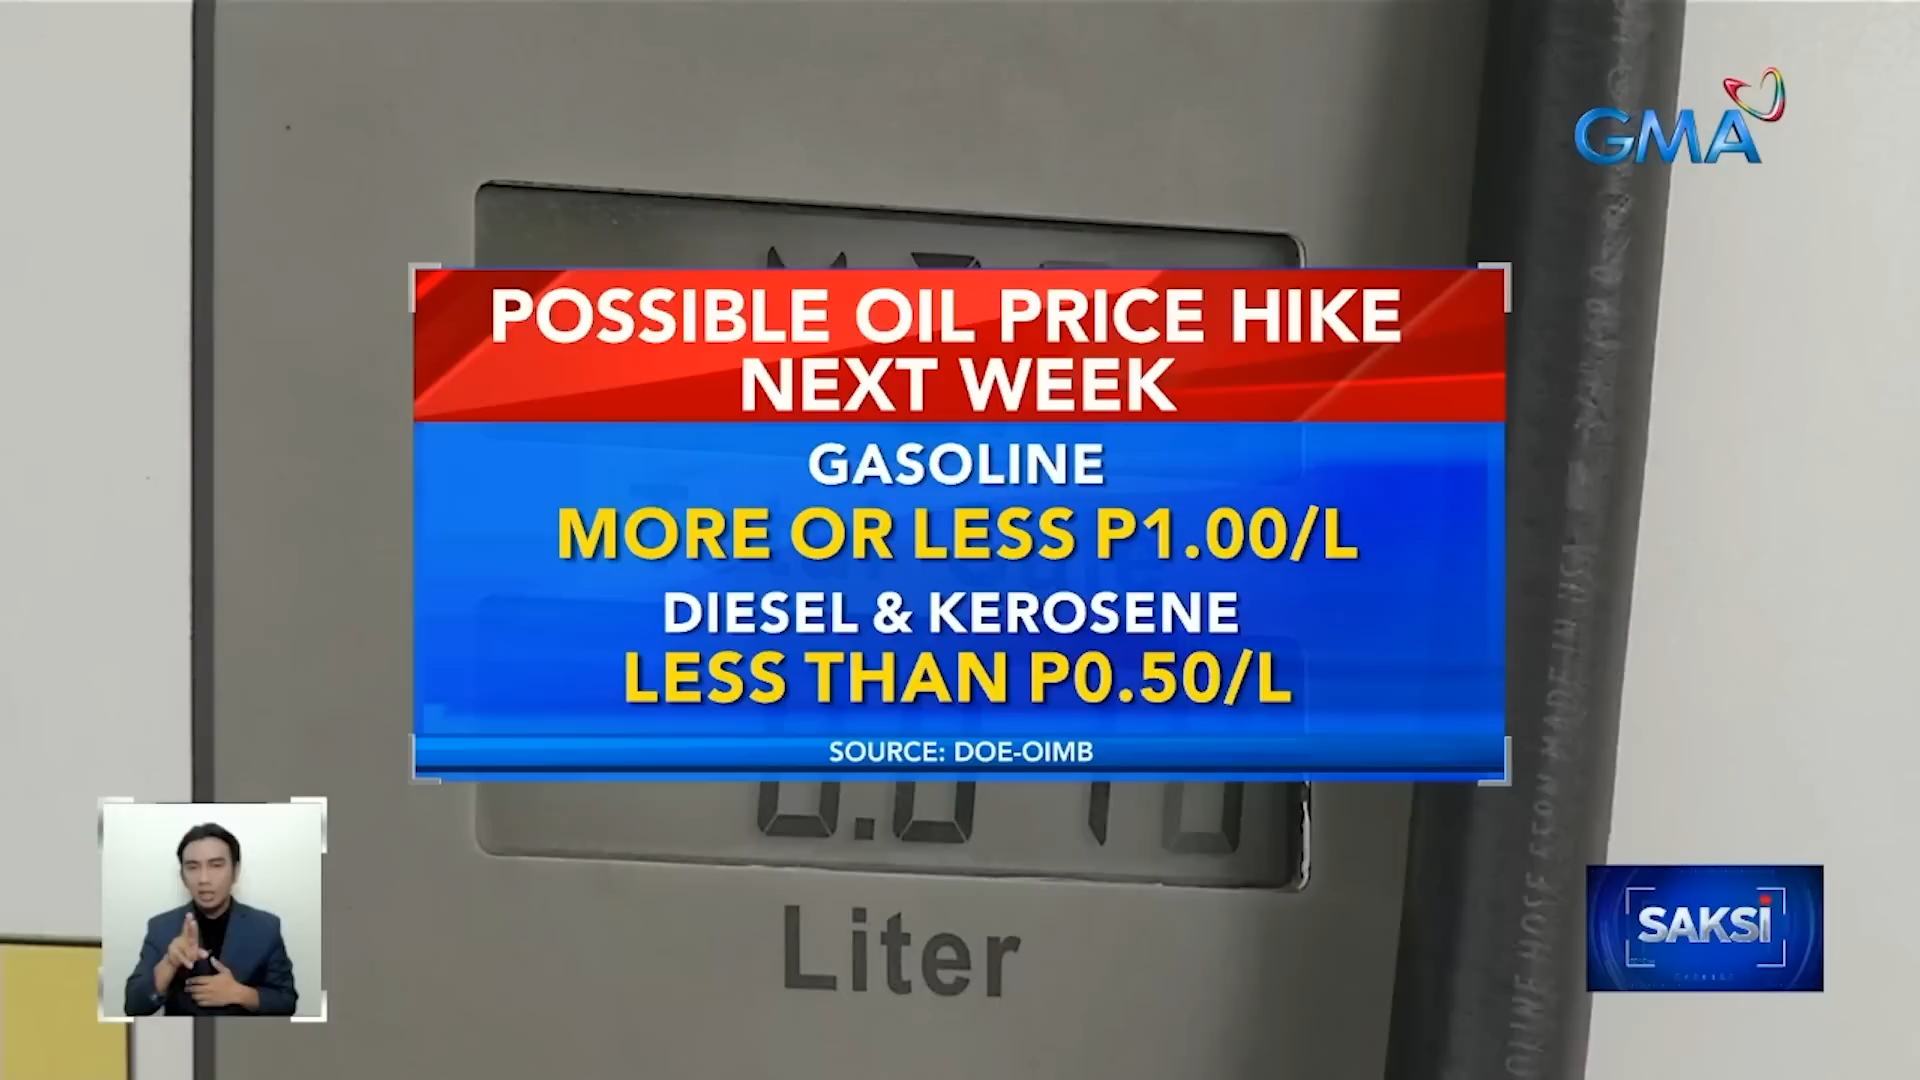 GMA
POSSIBLE OIL PRICE HIKE
NEXT WEEK
GASOLINE
MORE OR LESS P1.00/L
DIESEL & KEROSENE
LESS THAN P0.50/L
SOURCE: DOE-OIMB
Liter
SAKSI